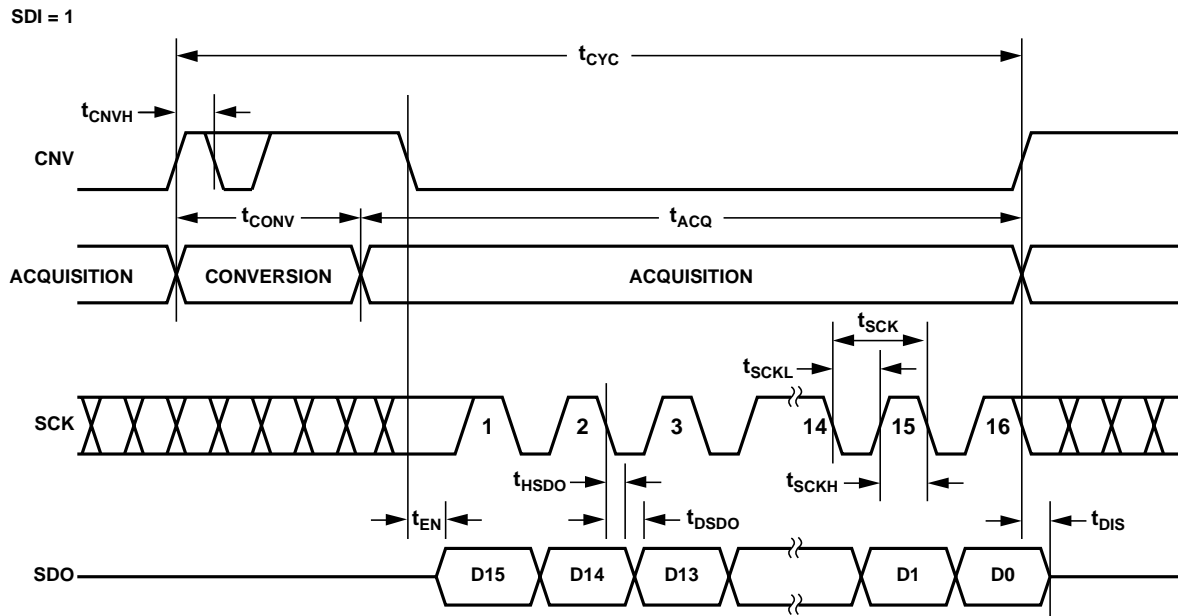 SDI = 1
tCYC
tCNVH
CNV
tCONV
tACQ
ACQUISITION CONVERSION ACQUISITION
tSCK
tSCKL
SCK 1 2 3 14 15 16
tHSDO tSCKH
tEN tDSDO tDIS
SDO D15 D14 D13 D1 D0